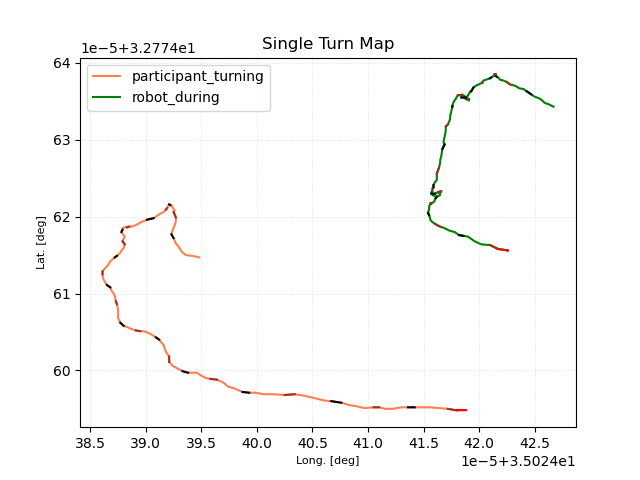 Single Turn Map
1e−5+3.2774e1
participant_turning
robot_during
64
63
62
61
60
Lat. [deg]
38.5 39.0 39.5 40.0 40.5 41.0 41.5 42.0 42.5
Long. [deg]
1e−5+3.5024e1